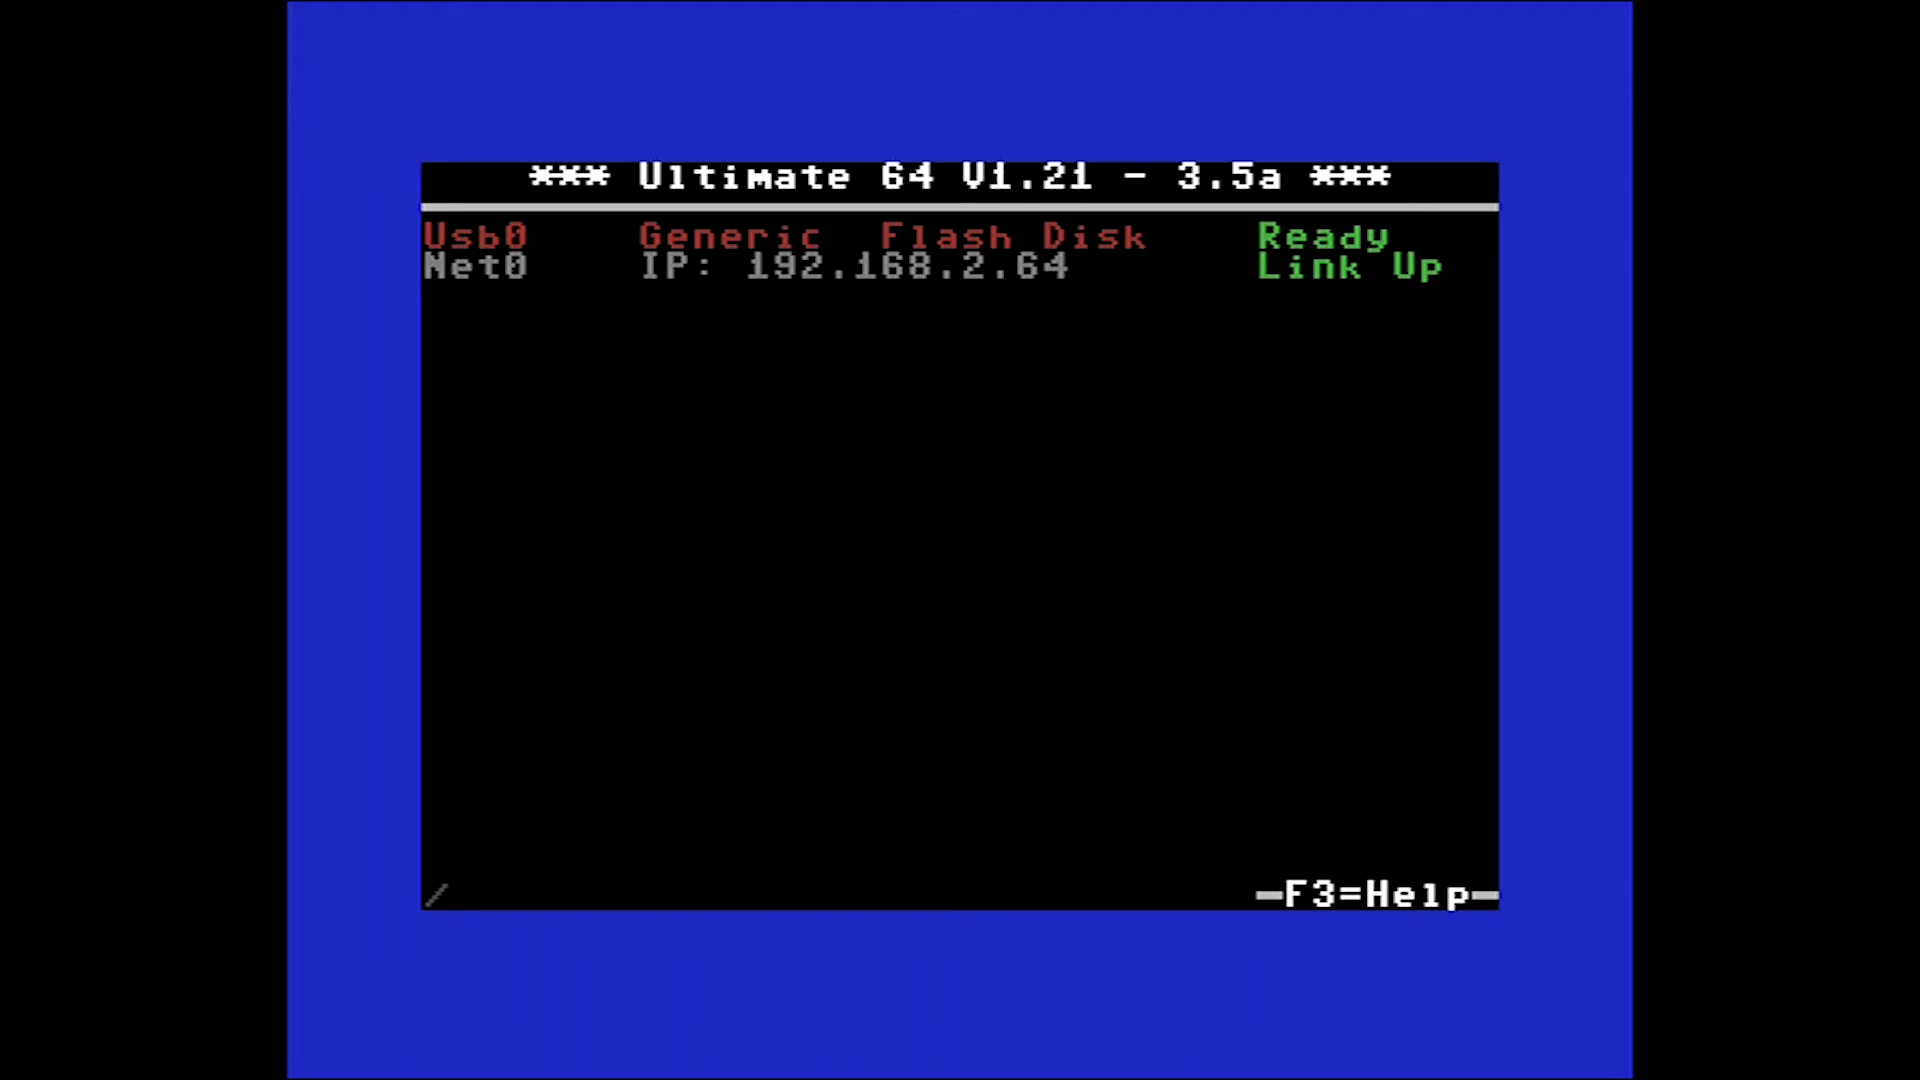 *** Ultimate 64 V1.21 - 3.5a ***
Usb0 Generic Flash Disk Ready
Net0 IP: 192.168.2.64 Link Up
/ F3=Help